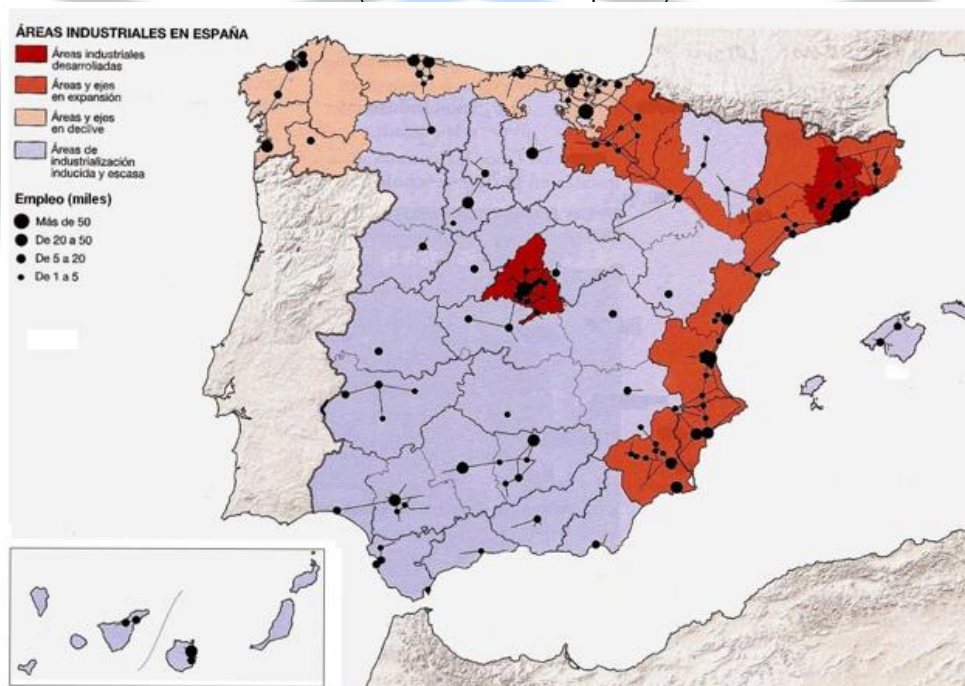 ÁREAS INDUSTRIALES EN ESPAÑA
Áreas industriales
desarrolladas
Áreas y ejes
en expansión
Áreas y ejes
en declive
Áreas de
industrialización
inducida y escasa
Empleo (miles)
Más de 50
De 20 a 50
De 5 a 20
De 1 a 5